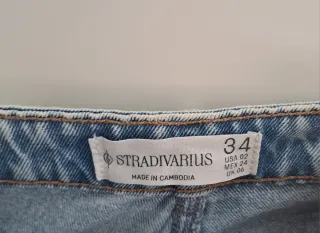 STRADIVARIUS
MADE IN CAMBODIA
34
USA 02
MEX 24
UK 06